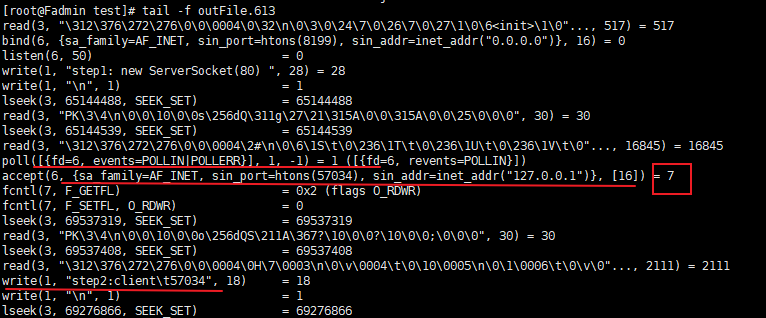 [root@Fadmin test]# tail -f outFile.613
read(3, "\312\376\272\276\0\0\0004\0\32\n\0\3\0\24\7\0\26\7\0\27\1\0\6<init>\1\0"..., 517) = 517
bind(6, {sa_family=AF_INET, sin_port=htons(8199), sin_addr=inet_addr("0.0.0.0")}, 16) = 0
listen(6, 50) = 0
write(1, "step1: new ServerSocket(80) ", 28) = 28
write(1, "\n", 1) = 1
lseek(3, 65144488, SEEK_SET) = 65144488
read(3, "PK\3\4\n\0\0\10\0\0s\256dQ\311g\27\21\315A\0\0\315A\0\0\25\0\0\0", 30) = 30
lseek(3, 65144539, SEEK_SET) = 65144539
read(3, "\312\376\272\276\0\0\0004\2#\n\0\6\1S\t\0\236\1T\t\0\236\1U\t\0\236\1V\t\0"..., 16845) = 16845
poll([{fd=6, events=POLLIN|POLLERR}], 1, -1) = 1 ([{fd=6, revents=POLLIN}])
accept(6, {sa_family=AF_INET, sin_port=htons(57034), sin_addr=inet_addr("127.0.0.1")}, [16]) = 7
fcntl(7, F_GETFL) = 0x2 (flags O_RDWR)
fcntl(7, F_SETFL, O_RDWR) = 0
lseek(3, 69537319, SEEK_SET) = 69537319
read(3, "PK\3\4\n\0\0\10\0\0o\256dQS\211A\367?\10\0\0?\10\0\0;\0\0\0", 30) = 30
lseek(3, 69537408, SEEK_SET) = 69537408
read(3, "\312\376\272\276\0\0\0004\0H\7\0003\n\0\v\0004\t\0\10\0005\n\0\1\0006\t\0\v\0"..., 2111) = 2111
write(1, "step2:client\t57034", 18) = 18
write(1, "\n", 1) = 1
lseek(3, 69276866, SEEK_SET) = 69276866